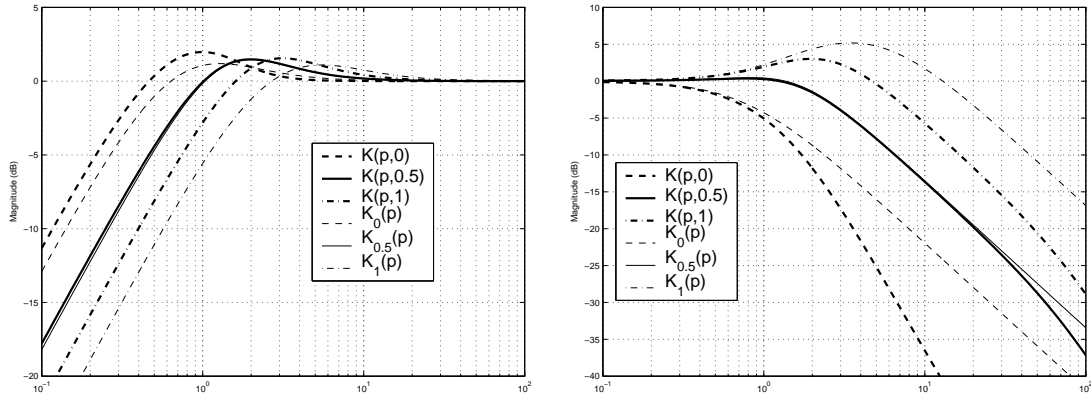 5
0
−5
−10
−15
−20
10^-1
10^0
10^1
10^2
Magnitude (dB)
K(p,0)
K(p,0.5)
K(p,1)
K_0(p)
K_0.5(p)
K_1(p)
10
5
0
−5
−10
−15
−20
−25
−30
−35
−40
10^-1
10^0
10^1
10^2
Magnitude (dB)
K(p,0)
K(p,0.5)
K(p,1)
K_0(p)
K_0.5(p)
K_1(p)